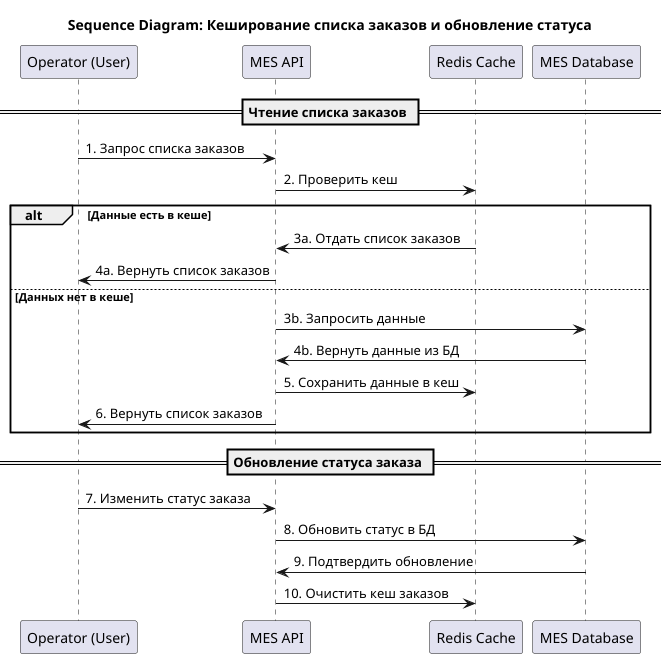 Sequence Diagram: Кеширование списка заказов и обновление статуса
Operator (User)
MES API
Redis Cache
MES Database
Чтение списка заказов
1. Запрос списка заказов
2. Проверить кеш
alt
[Данные есть в кеше]
3a. Отдать список заказов
4a. Вернуть список заказов
[Данных нет в кеше]
3b. Запросить данные
4b. Вернуть данные из БД
5. Сохранить данные в кеш
6. Вернуть список заказов
Обновление статуса заказа
7. Изменить статус заказа
8. Обновить статус в БД
9. Подтвердить обновление
10. Очистить кеш заказов
Operator (User)
MES API
Redis Cache
MES Database